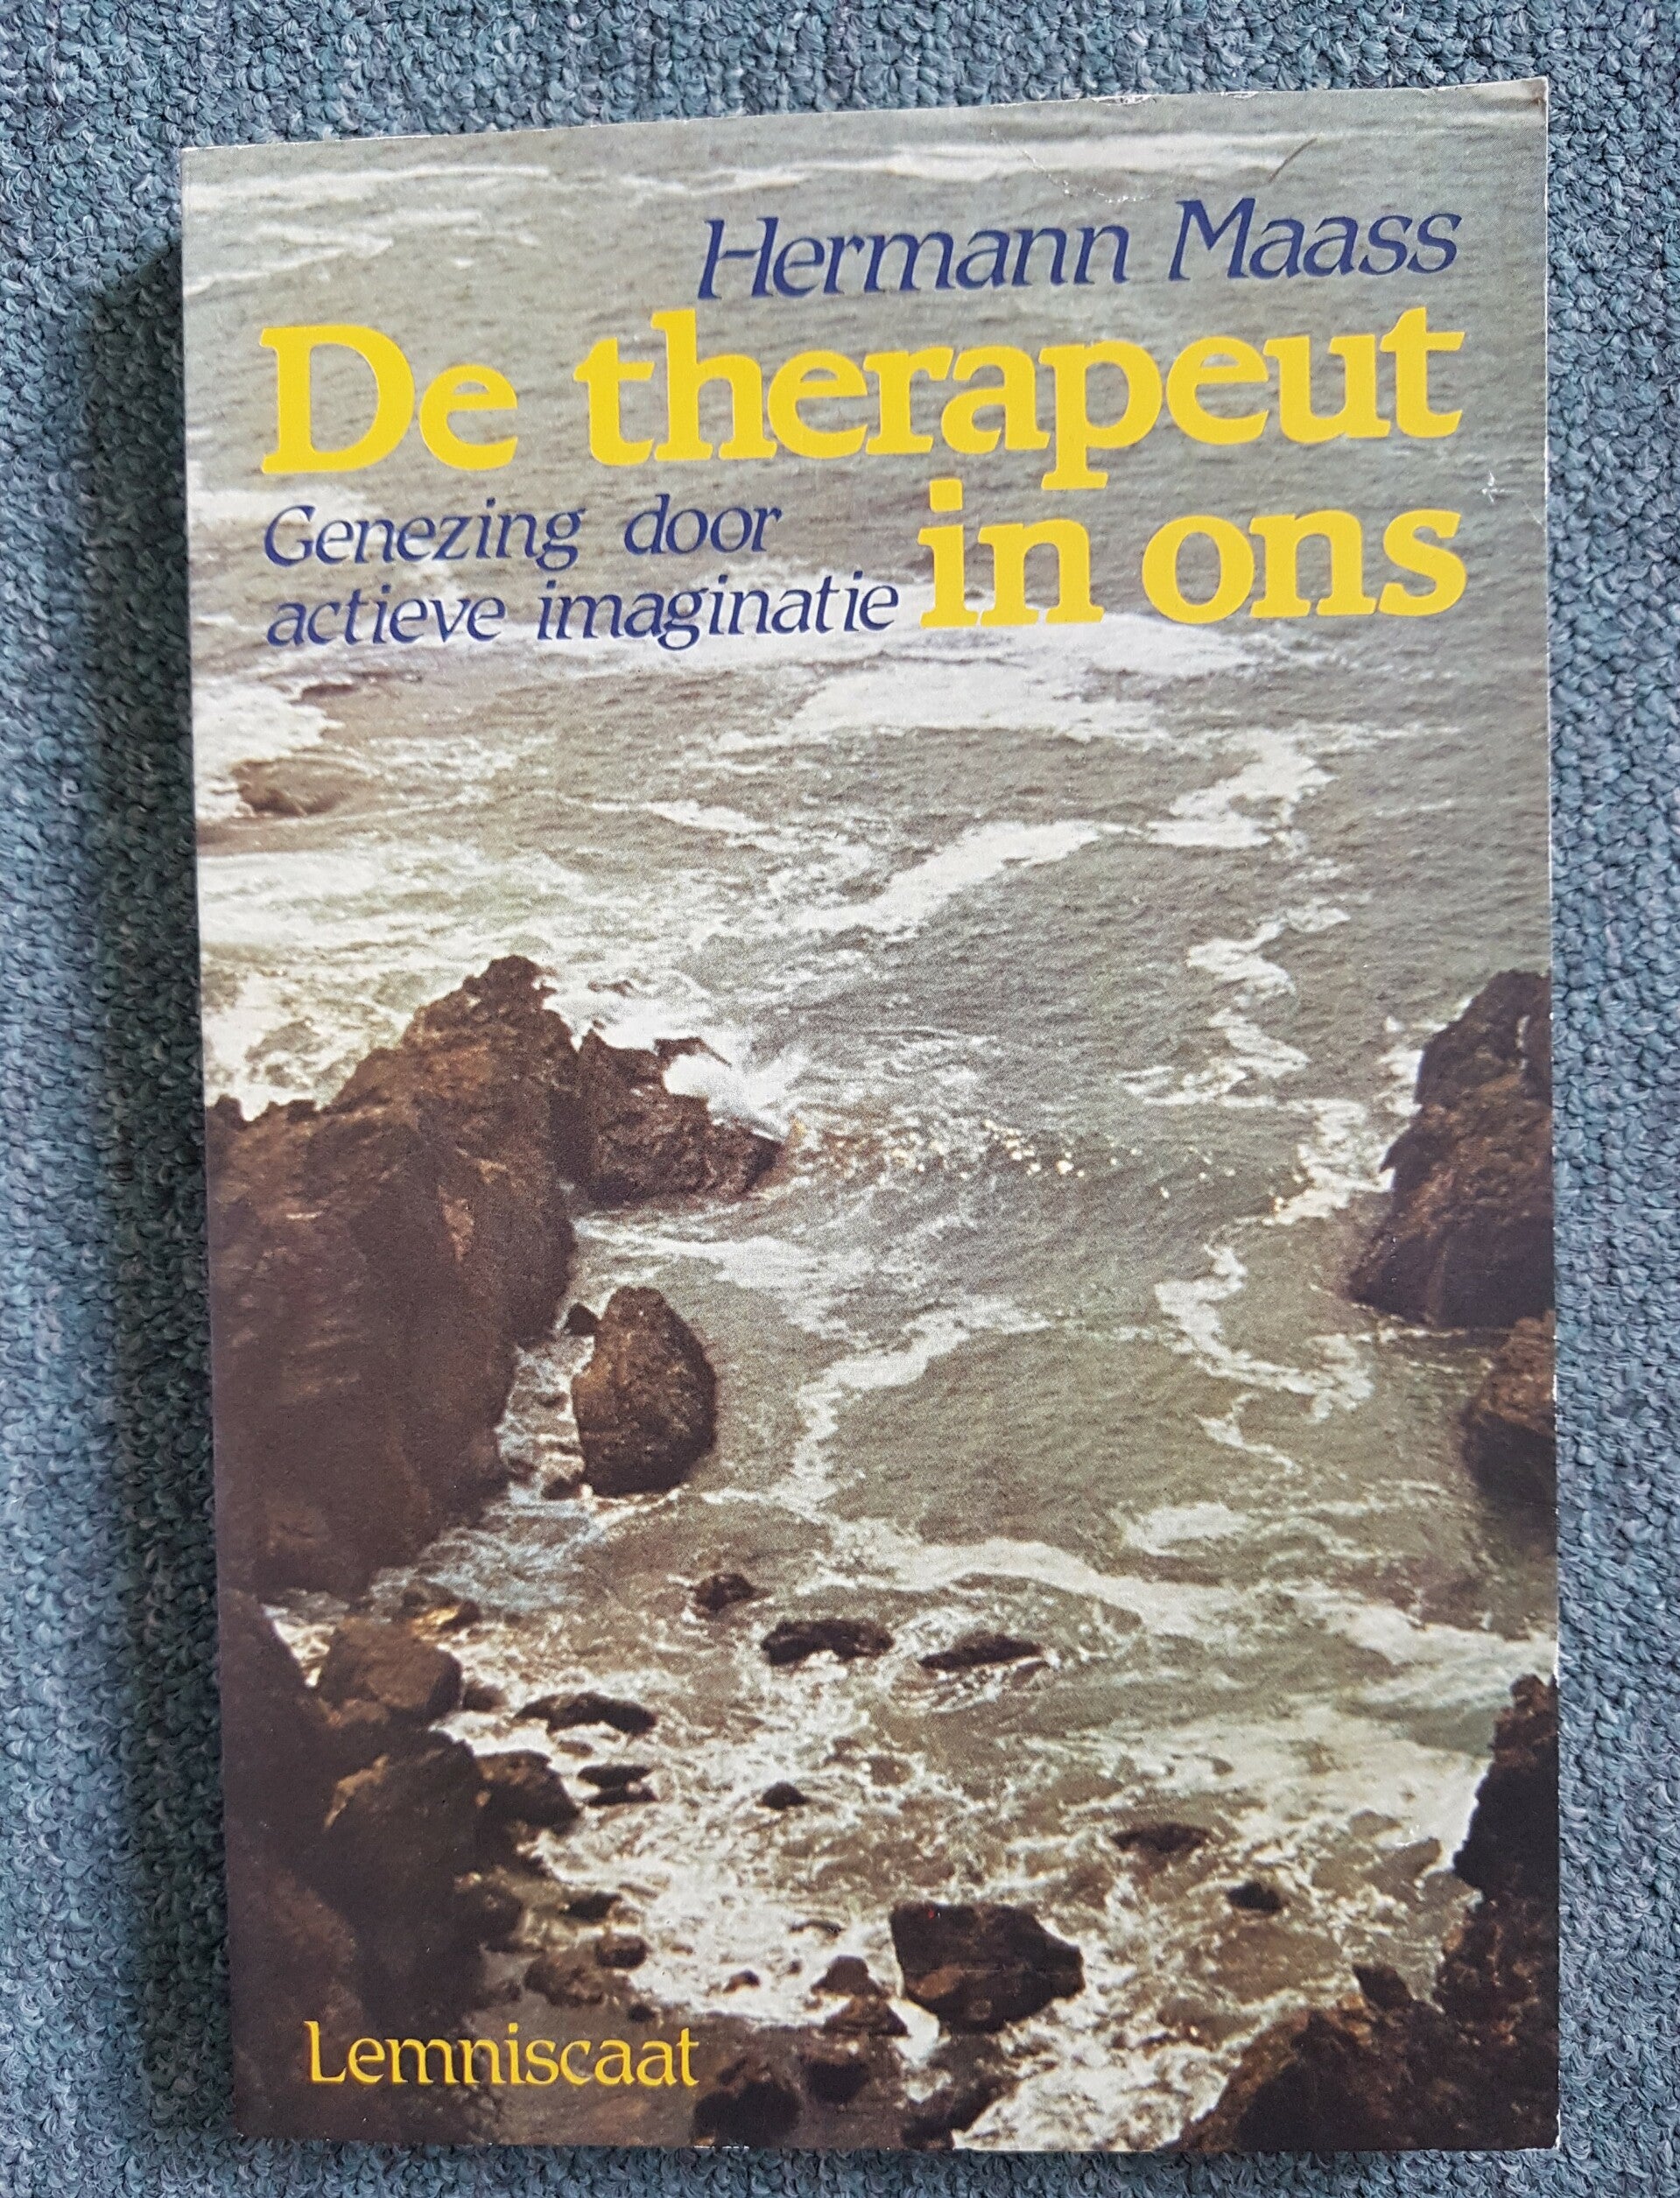 Hermann Maass
De therapeut
in ons
Genezing door
actieve imaginatie
Lemniscaat